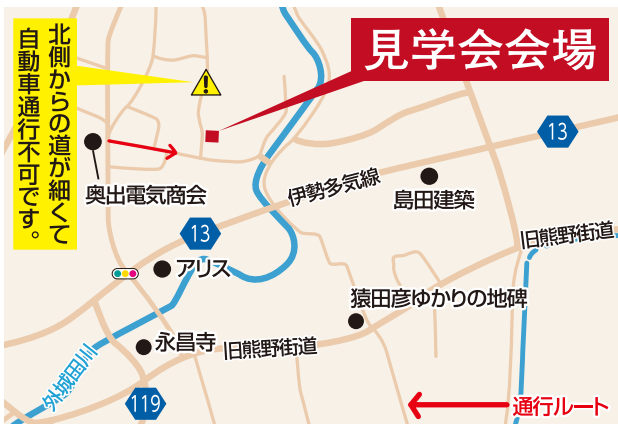 北側からの道が細くて
自動車通行不可です。
見学会会場
13
奥出電気商会
伊勢多気線
島田建築
13
旧熊野街道
アリス
猿田彦ゆかりの地碑
永昌寺
旧熊野街道
外城田川
119
通行ルート